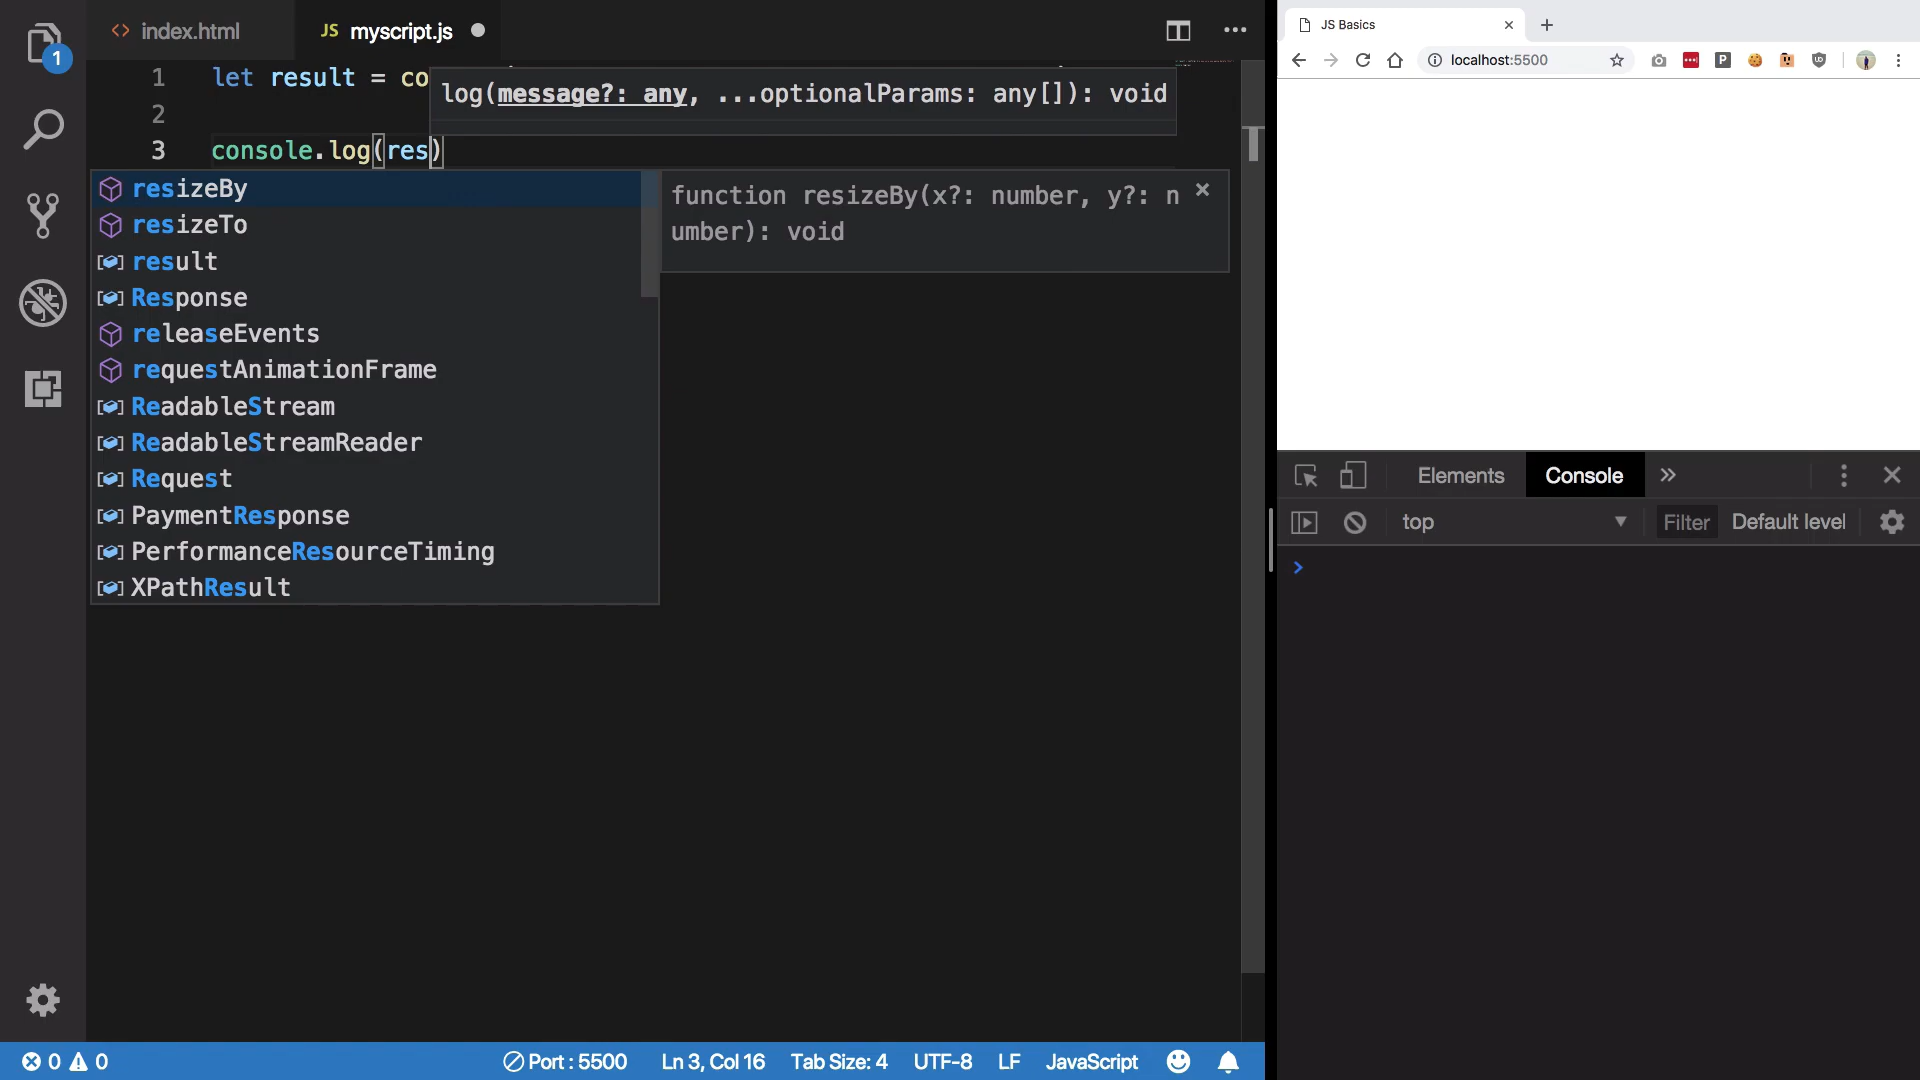 1
index.html
JS myscript.js
1 let result = co
log(message?: any, ...optionalParams: any[]): void
2
3 console.log(res)
resizeBy
resizeTo
result
Response
releaseEvents
requestAnimationFrame
ReadableStream
ReadableStreamReader
Request
PaymentResponse
PerformanceResourceTiming
XPathResult
function resizeBy(x?: number, y?: n
umber): void
0 0
Port : 5500
Ln 3, Col 16
Tab Size: 4
UTF-8
LF
JavaScript
JS Basics
localhost:5500
P
Elements
Console
top
Filter
Default level